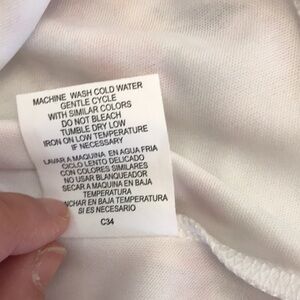 MACHINE WASH COLD WATER
GENTLE CYCLE
WITH SIMILAR COLORS
DO NOT BLEACH
TUMBLE DRY LOW
IRON ON LOW TEMPERATURE
IF NECESSARY
LAVAR A MAQUINA EN AGUA FRIA
CICLO LENTO DELICADO
CON COLORES SIMILARES
NO USAR BLANQUEADOR
SECAR A MAQUINA EN BAJA
TEMPERATURA
NCHAR EN BAJA TEMPERATURA
SI ES NECESARIO
C34